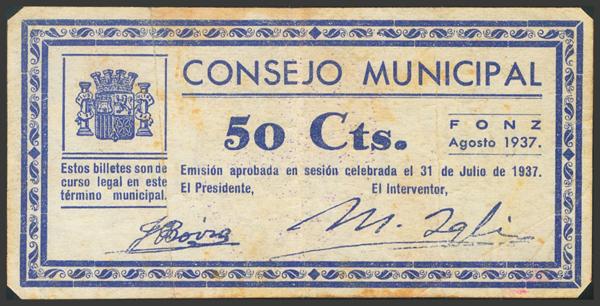 CONSEJO MUNICIPAL
50 Cts.
FONZ
Agosto 1937.
Estos billetes son de
curso legal en este
término municipal.
Emisión aprobada en sesión celebrada el 31 de Julio de 1937.
El Presidente,
El Interventor,